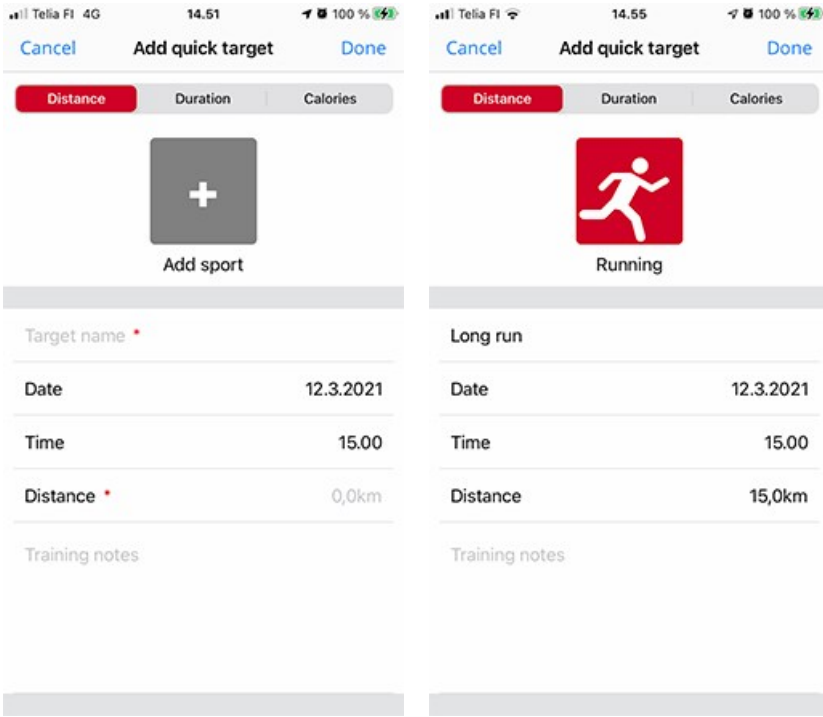 Telia FI 4G 14.51 100 %
Cancel Add quick target Done
Distance Duration Calories
+
Add sport
Target name *
Date 12.3.2021
Time 15.00
Distance * 0,0km
Training notes
Telia FI 14.55 100 %
Cancel Add quick target Done
Distance Duration Calories
Running
Long run
Date 12.3.2021
Time 15.00
Distance 15,0km
Training notes